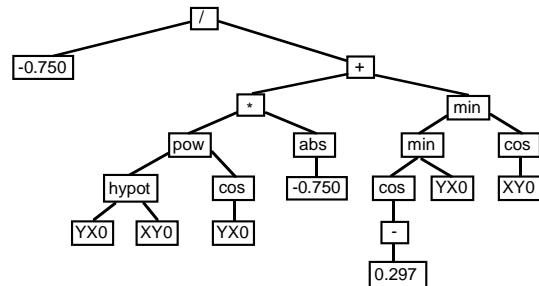 /
-0.750
+
*
min
pow
abs
min
cos
hypot
cos
-0.750
cos
YX0
XY0
YX0
XY0
YX0
-
0.297